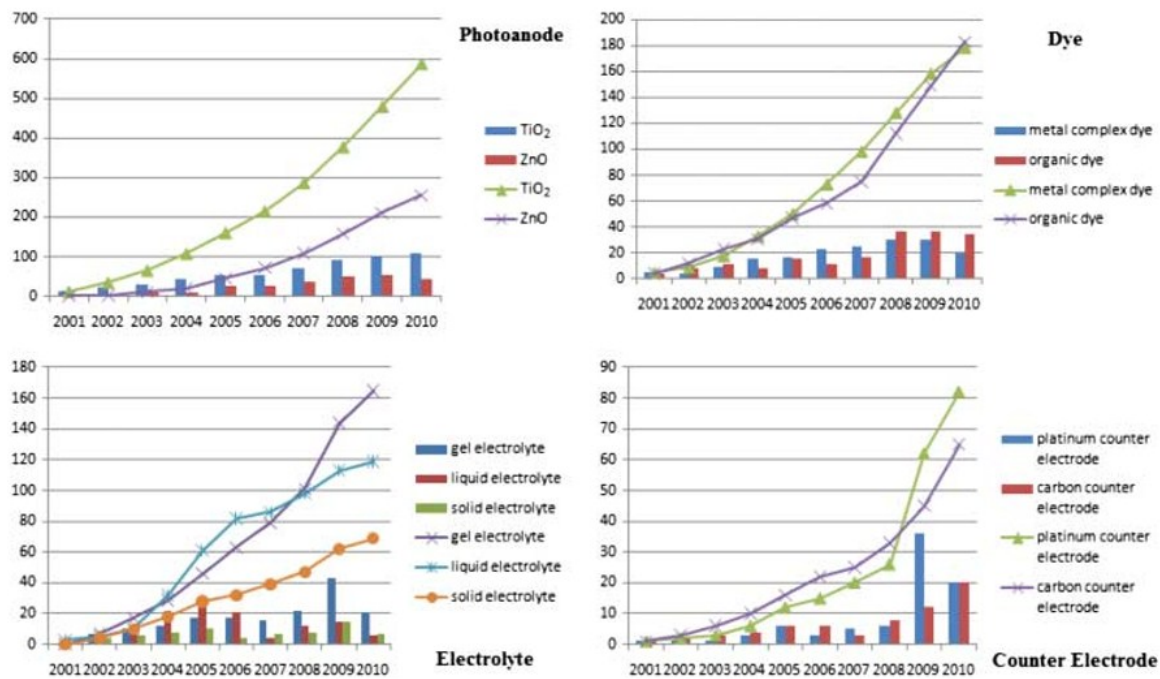 700
600
500
400
300
200
100
0
2001 2002 2003 2004 2005 2006 2007 2008 2009 2010
Photoanode
TiO₂
ZnO
TiO₂
ZnO
200
180
160
140
120
100
80
60
40
20
0
2001 2002 2003 2004 2005 2006 2007 2008 2009 2010
Dye
metal complex dye
organic dye
metal complex dye
organic dye
180
160
140
120
100
80
60
40
20
0
2001 2002 2003 2004 2005 2006 2007 2008 2009 2010
gel electrolyte
liquid electrolyte
solid electrolyte
gel electrolyte
liquid electrolyte
solid electrolyte
Electrolyte
90
80
70
60
50
40
30
20
10
0
2001 2002 2003 2004 2005 2006 2007 2008 2009 2010
platinum counter
electrode
carbon counter
electrode
platinum counter
electrode
carbon counter
electrode
Counter Electrode